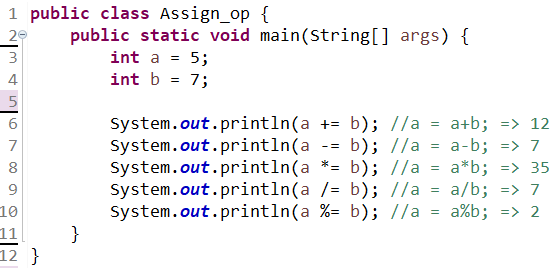 1 public class Assign_op {
2     public static void main(String[] args) {
3         int a = 5;
4         int b = 7;
5
6         System.out.println(a += b); //a = a+b; => 12
7         System.out.println(a -= b); //a = a-b; => 7
8         System.out.println(a *= b); //a = a*b; => 35
9         System.out.println(a /= b); //a = a/b; => 7
10         System.out.println(a %= b); //a = a%b; => 2
11     }
12 }